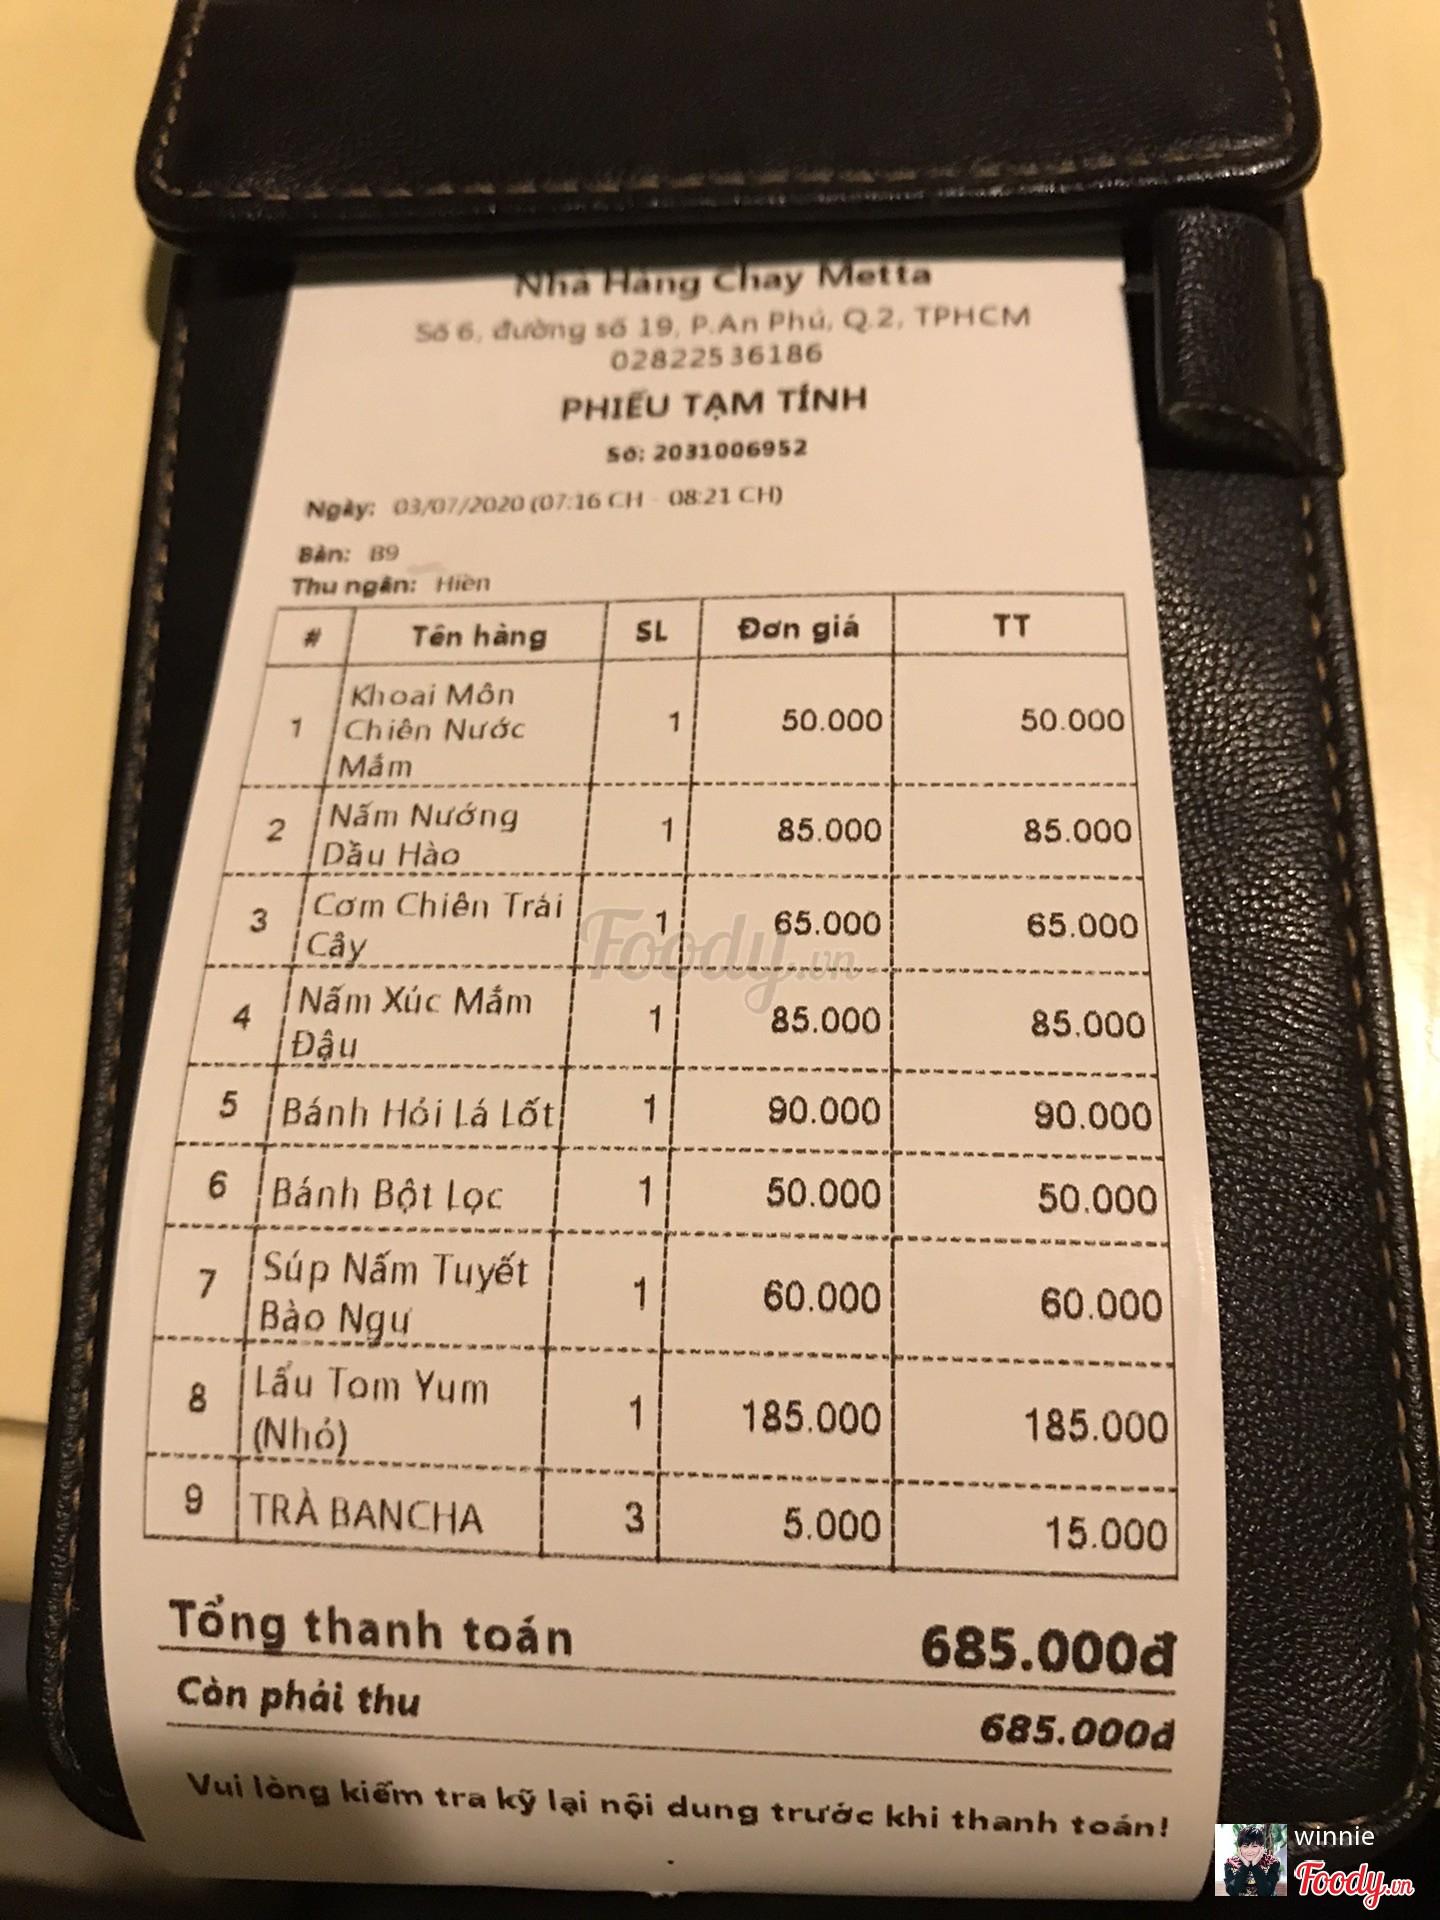 Nhà Hàng Chay Metta
Số 6, đường số 19, P.An Phú, Q.2, TPHCM
02822536186
PHIẾU TẠM TÍNH
Số: 2031006952
Ngày: 03/07/2020 (07:16 CH - 08:21 CH)
Bàn: B9
Thu ngân: Hiền
# Tên hàng SL Đơn giá TT
1 Khoai Môn Chiên Nước Mắm 1 50.000 50.000
2 Nấm Nướng Dầu Hào 1 85.000 85.000
3 Cơm Chiên Trái Cây 1 65.000 65.000
4 Nấm Xúc Mắm Đậu 1 85.000 85.000
5 Bánh Hỏi Lá Lốt 1 90.000 90.000
6 Bánh Bột Lọc 1 50.000 50.000
7 Súp Nấm Tuyết Bào Ngư 1 60.000 60.000
8 Lẩu Tom Yum (Nhỏ) 1 185.000 185.000
9 TRÀ BANCHA 3 5.000 15.000
Tổng thanh toán 685.000đ
Còn phải thu 685.000đ
Vui lòng kiểm tra kỹ lại nội dung trước khi thanh toán!
Foody.vn
winnie
Foody.vn